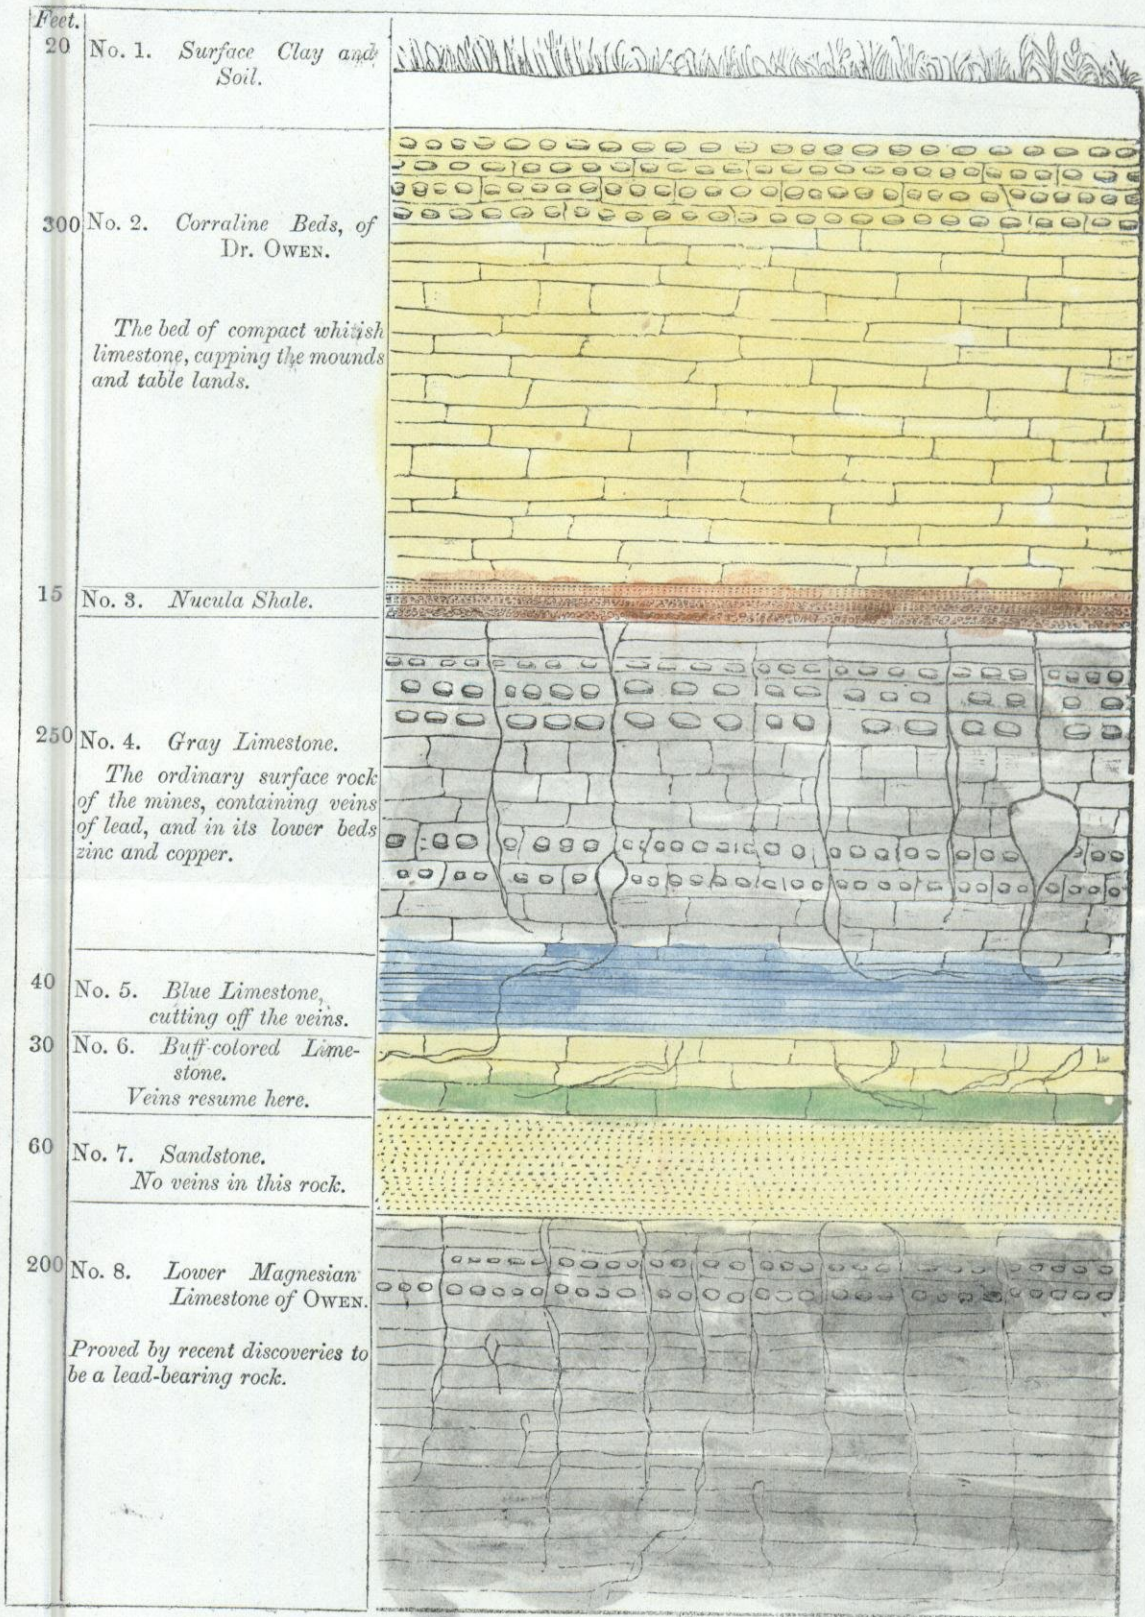 Feet.
20 No. 1. Surface Clay and
Soil.
300 No. 2. Corraline Beds, of
Dr. OWEN.
The bed of compact whitish
limestone, capping the mounds
and table lands.
15 No. 3. Nucula Shale.
250 No. 4. Gray Limestone.
The ordinary surface rock
of the mines, containing veins
of lead, and in its lower beds
zinc and copper.
40 No. 5. Blue Limestone,
cutting off the veins.
30 No. 6. Buff-colored Lime-
stone.
Veins resume here.
60 No. 7. Sandstone.
No veins in this rock.
200 No. 8. Lower Magnesian
Limestone of OWEN.
Proved by recent discoveries to
be a lead-bearing rock.